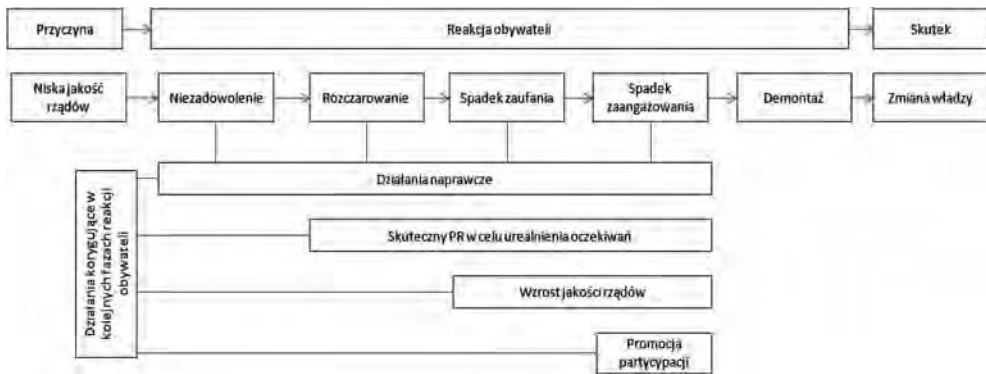 Przyczyna
Reakcja obywateli
Skutek
Niska jakość
rządów
Niezadowolenie
Rozczarowanie
Spadek zaufania
Spadek
zaangażowania
Demontaż
Zmiana władzy
Działania korygujące w
kolejnych fazach reakcji
obywateli
Działania naprawcze
Skuteczny PR w celu urealnienia oczekiwań
Wzrost jakości rządów
Promocja
partycypacji